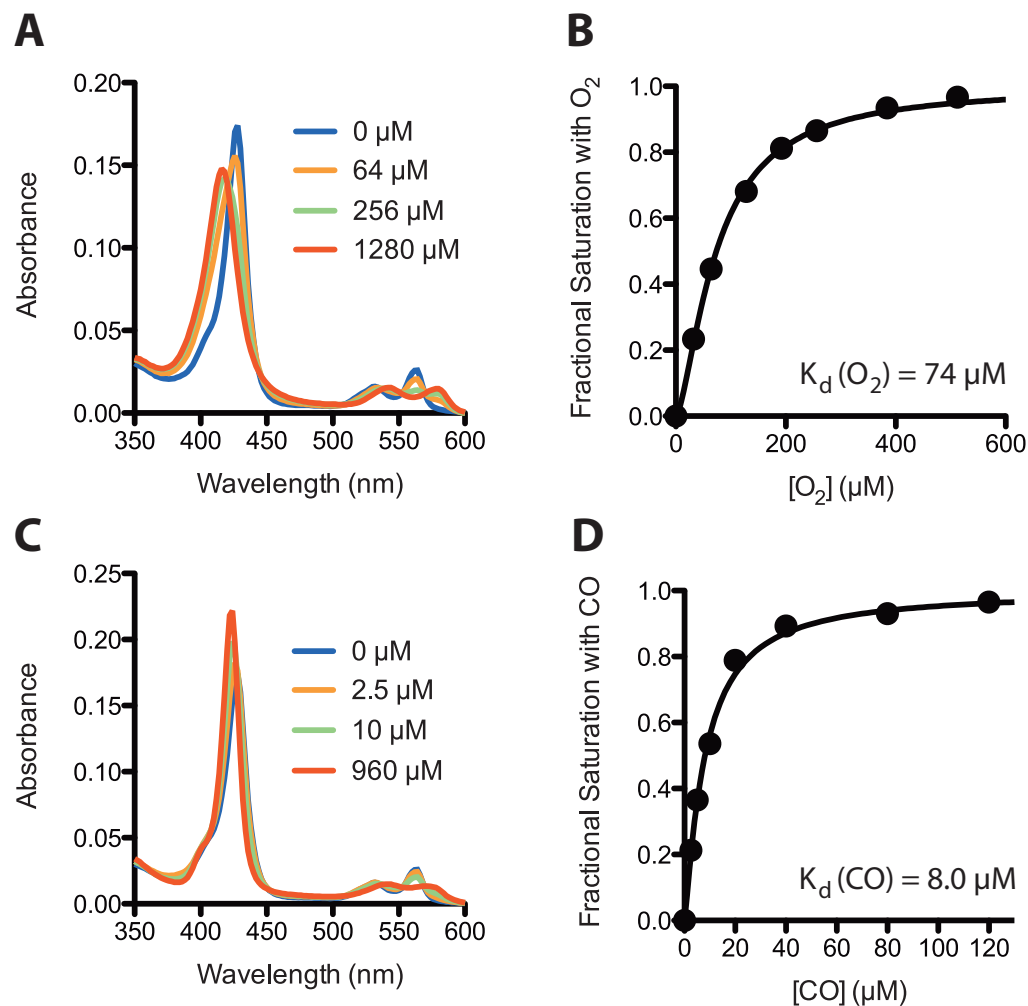 A
Absorbance
0.20
0.15
0.10
0.05
0.00
0 µM
64 µM
256 µM
1280 µM
350 400 450 500 550 600
Wavelength (nm)
B
Fractional Saturation with O₂
1.0
0.8
0.6
0.4
0.2
0.0
K_d (O₂) = 74 µM
0 200 400 600
[O₂] (µM)
C
Absorbance
0.25
0.20
0.15
0.10
0.05
0.00
0 µM
2.5 µM
10 µM
960 µM
350 400 450 500 550 600
Wavelength (nm)
D
Fractional Saturation with CO
1.0
0.8
0.6
0.4
0.2
0.0
K_d (CO) = 8.0 µM
0 20 40 60 80 100 120
[CO] (µM)